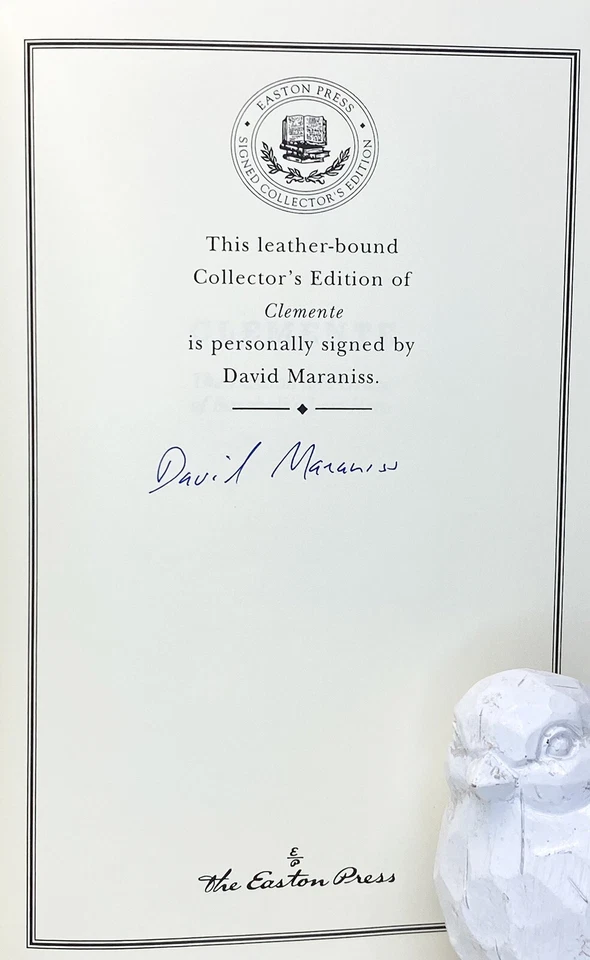 EASTON PRESS
SIGNED COLLECTOR'S EDITION
This leather-bound
Collector's Edition of
Clemente
is personally signed by
David Maraniss.
David Maraniss
E
P
The Easton Press